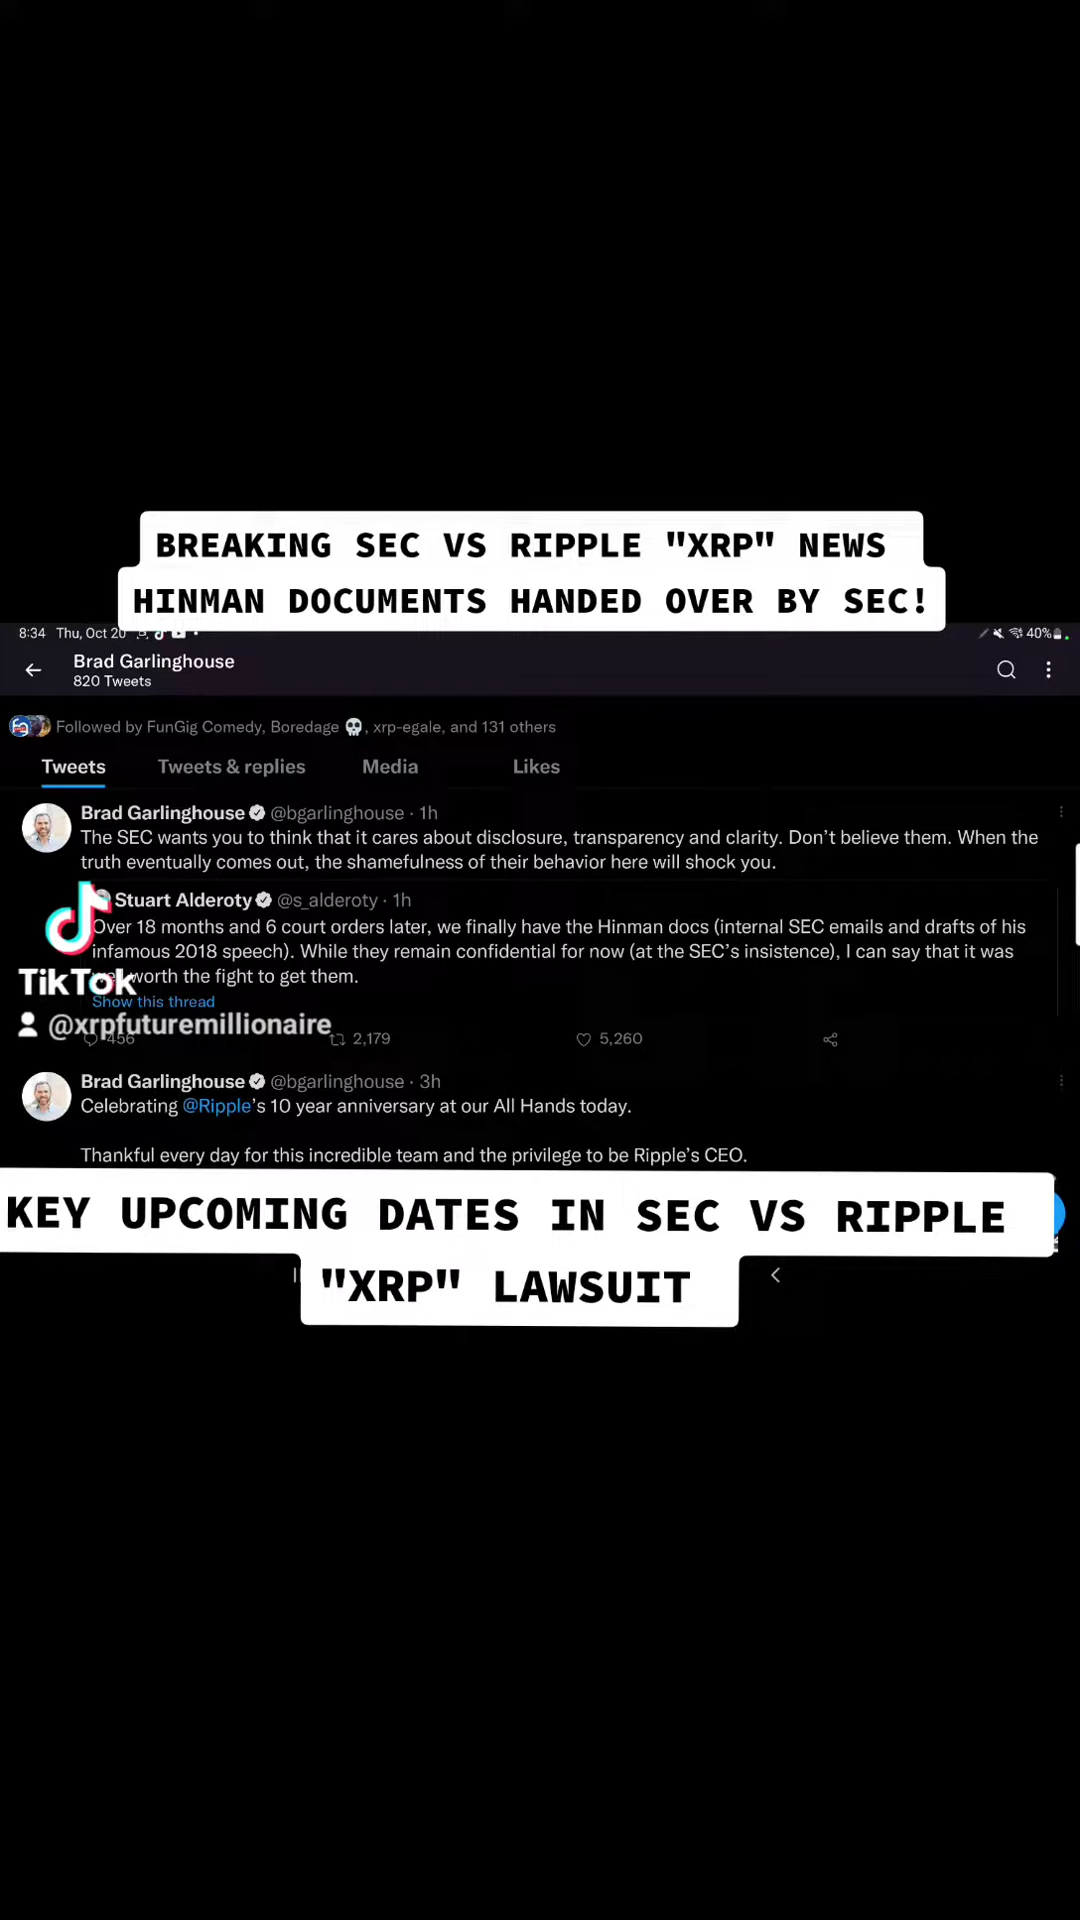 BREAKING SEC VS RIPPLE "XRP" NEWS
HINMAN DOCUMENTS HANDED OVER BY SEC!
8:34 Thu, Oct 20
40%
Brad Garlinghouse
820 Tweets
Followed by FunGig Comedy, Boredage 💀, xrp-egale, and 131 others
Tweets Tweets & replies Media Likes
Brad Garlinghouse @bgarlinghouse · 1h
The SEC wants you to think that it cares about disclosure, transparency and clarity. Don't believe them. When the
truth eventually comes out, the shamefulness of their behavior here will shock you.
Stuart Alderoty @s_alderoty · 1h
Over 18 months and 6 court orders later, we finally have the Hinman docs (internal SEC emails and drafts of his
infamous 2018 speech). While they remain confidential for now (at the SEC's insistence), I can say that it was
worth the fight to get them.
TikTok
Show this thread
@xrpfuturemillionaire
456 2,179 5,260
Brad Garlinghouse @bgarlinghouse · 3h
Celebrating @Ripple's 10 year anniversary at our All Hands today.
Thankful every day for this incredible team and the privilege to be Ripple's CEO.
KEY UPCOMING DATES IN SEC VS RIPPLE
"XRP" LAWSUIT